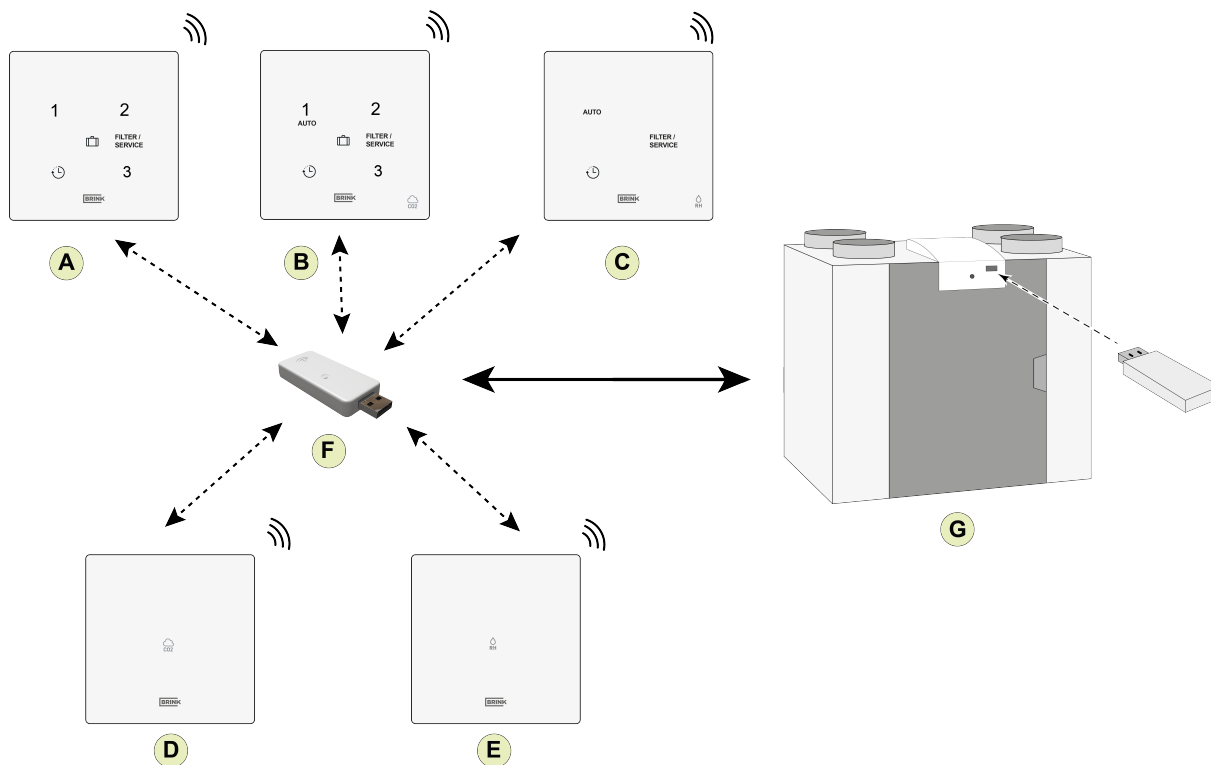 1 2
FILTER /
SERVICE
3
BRINK
A
1 2
AUTO
FILTER /
SERVICE
3
BRINK
CO2
B
AUTO
FILTER /
SERVICE
BRINK
RH
C
F
G
CO2
BRINK
D
RH
BRINK
E